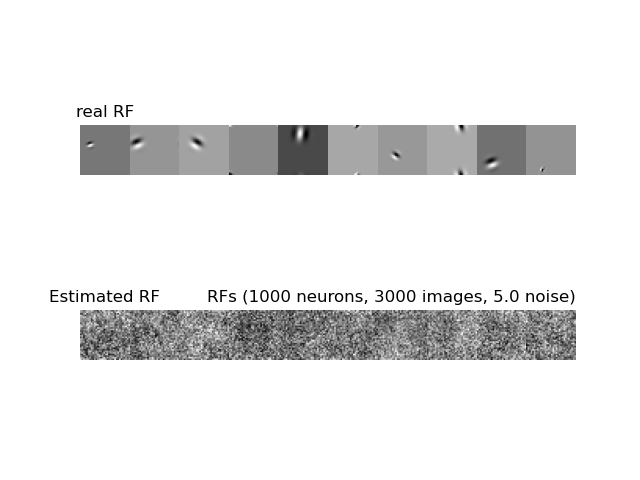 real RF
Estimated RF
RFs (1000 neurons, 3000 images, 5.0 noise)